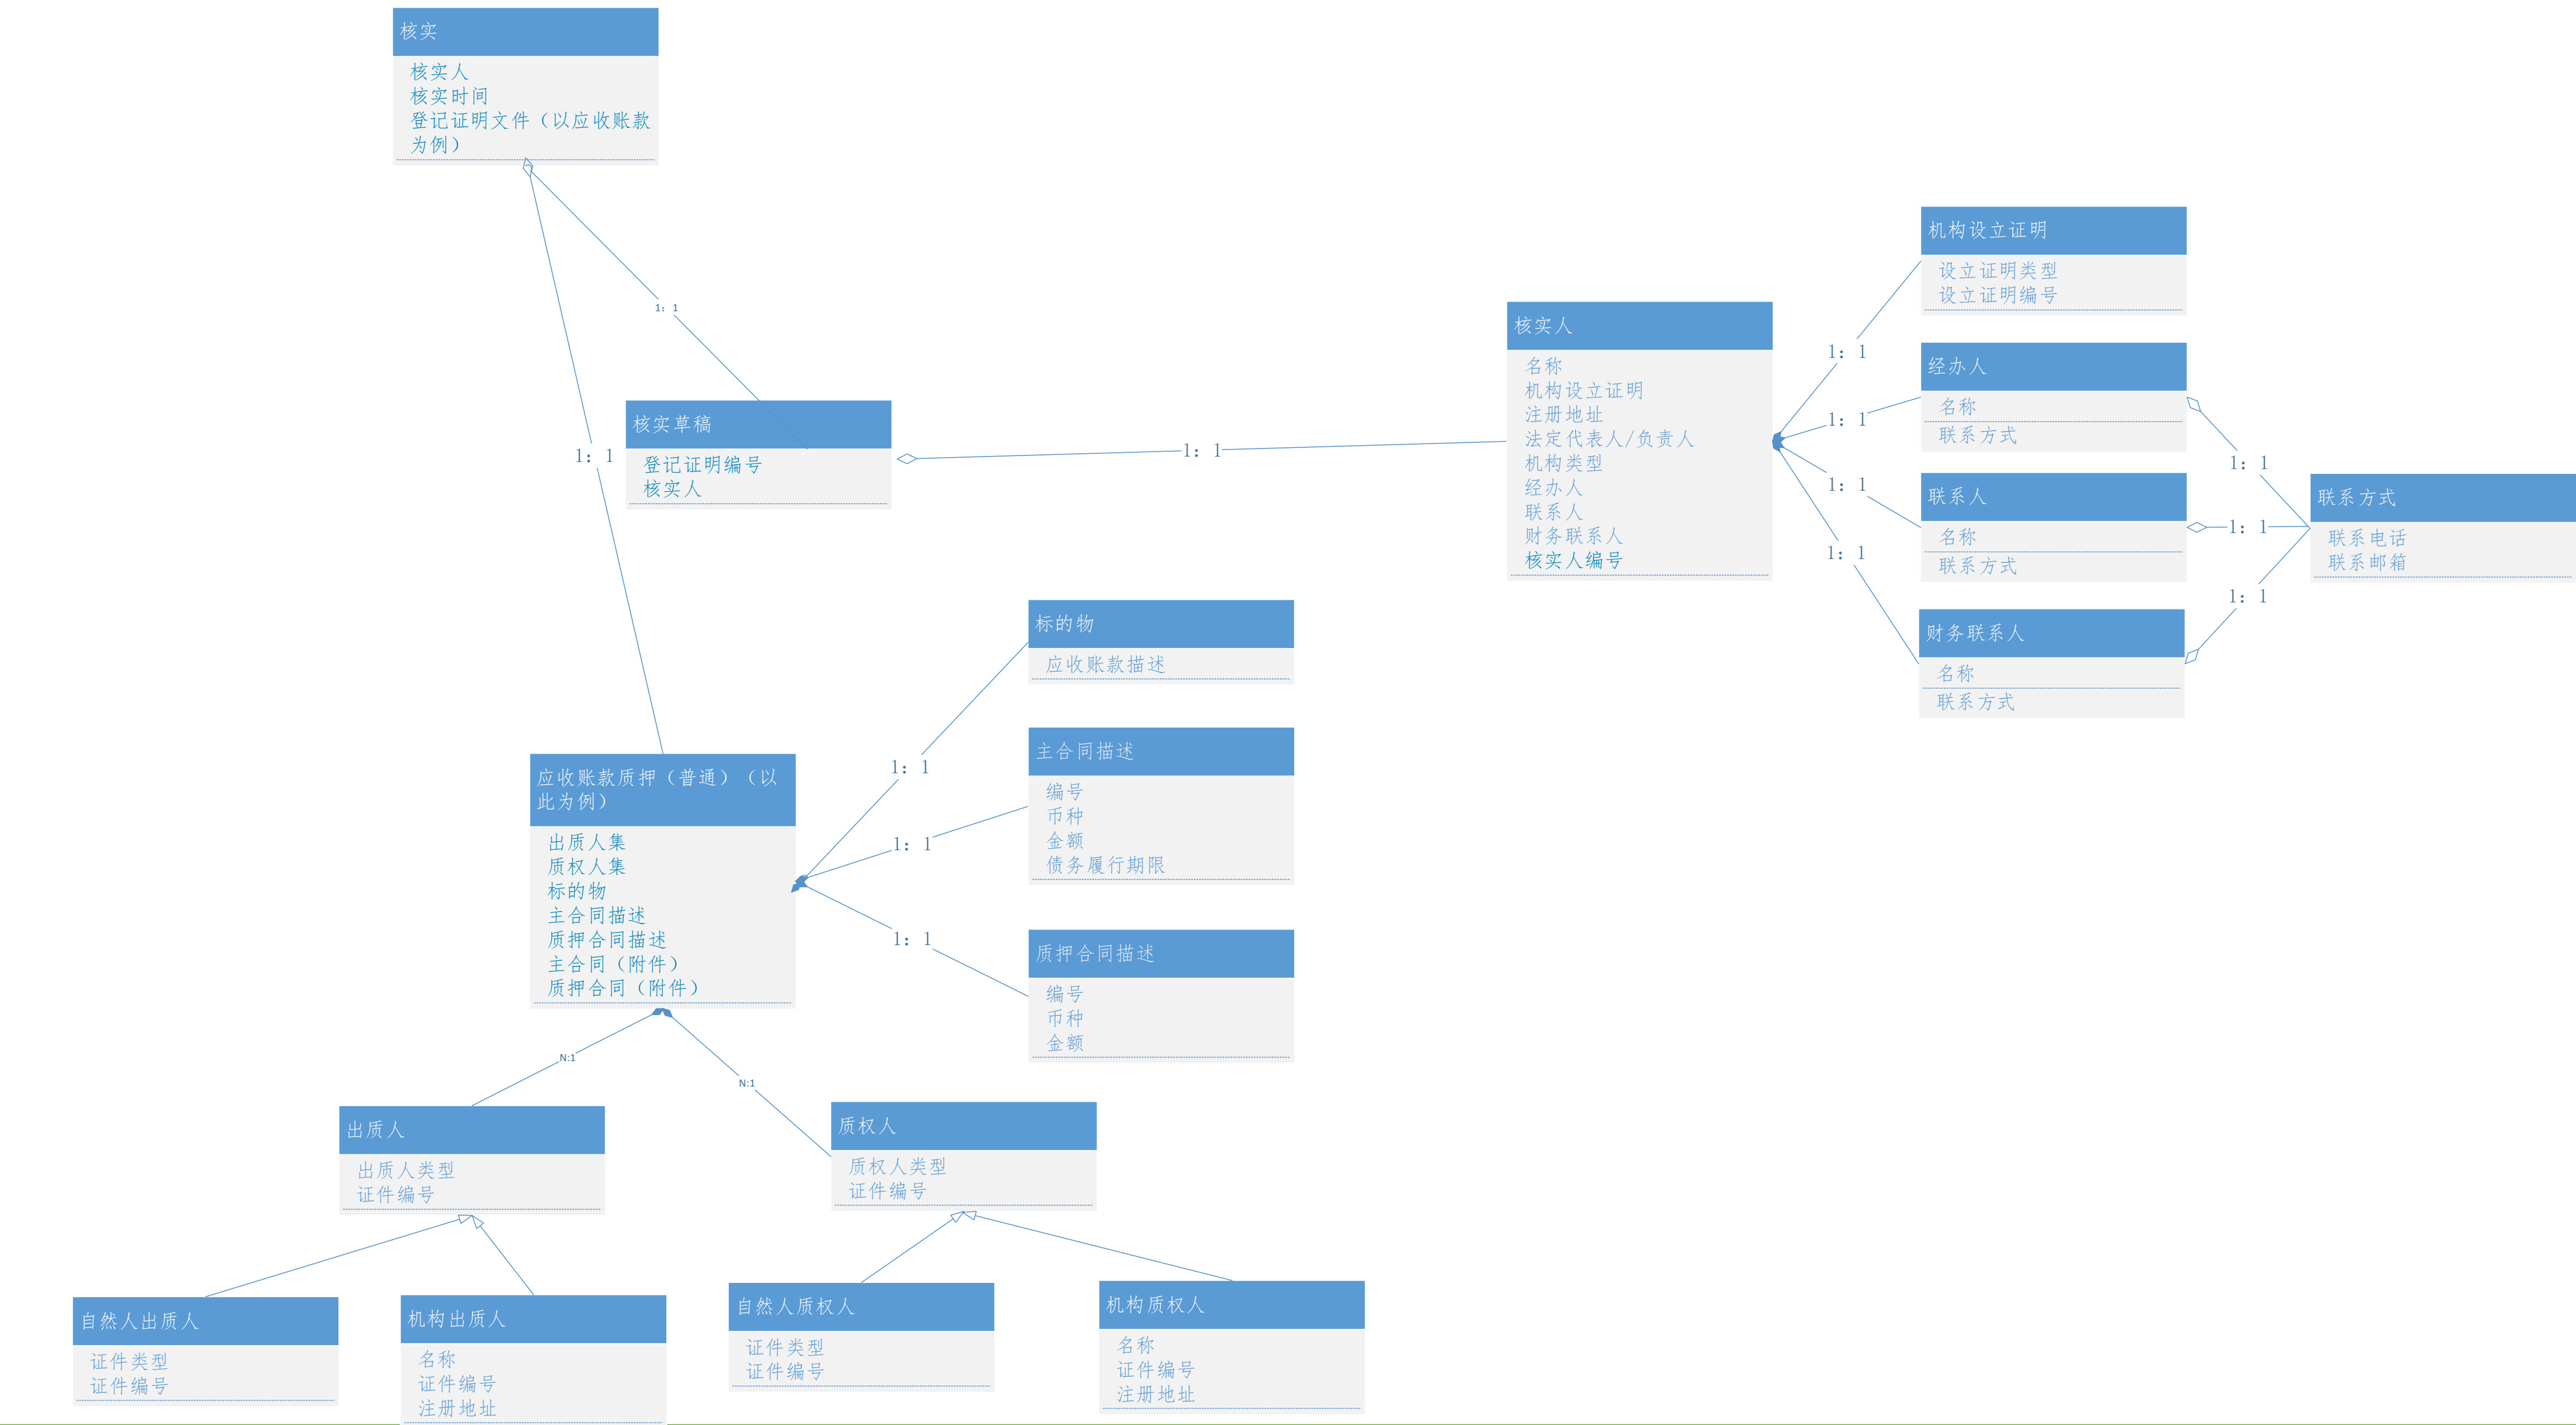 核实
核实人
核实时间
登记证明文件（以应收账款
为例）
1：1
1：1
核实草稿
登记证明编号
核实人
1：1
核实人
名称
机构设立证明
注册地址
法定代表人/负责人
机构类型
经办人
联系人
财务联系人
核实人编号
1：1
1：1
1：1
1：1
机构设立证明
设立证明类型
设立证明编号
经办人
名称
联系方式
联系人
名称
联系方式
财务联系人
名称
联系方式
1：1
1：1
1：1
联系方式
联系电话
联系邮箱
应收账款质押（普通）（以
此为例）
出质人集
质权人集
标的物
主合同描述
质押合同描述
主合同（附件）
质押合同（附件）
1：1
1：1
1：1
标的物
应收账款描述
主合同描述
编号
币种
金额
债务履行期限
质押合同描述
编号
币种
金额
N:1
N:1
出质人
出质人类型
证件编号
质权人
质权人类型
证件编号
自然人出质人
证件类型
证件编号
机构出质人
名称
证件编号
注册地址
自然人质权人
证件类型
证件编号
机构质权人
名称
证件编号
注册地址